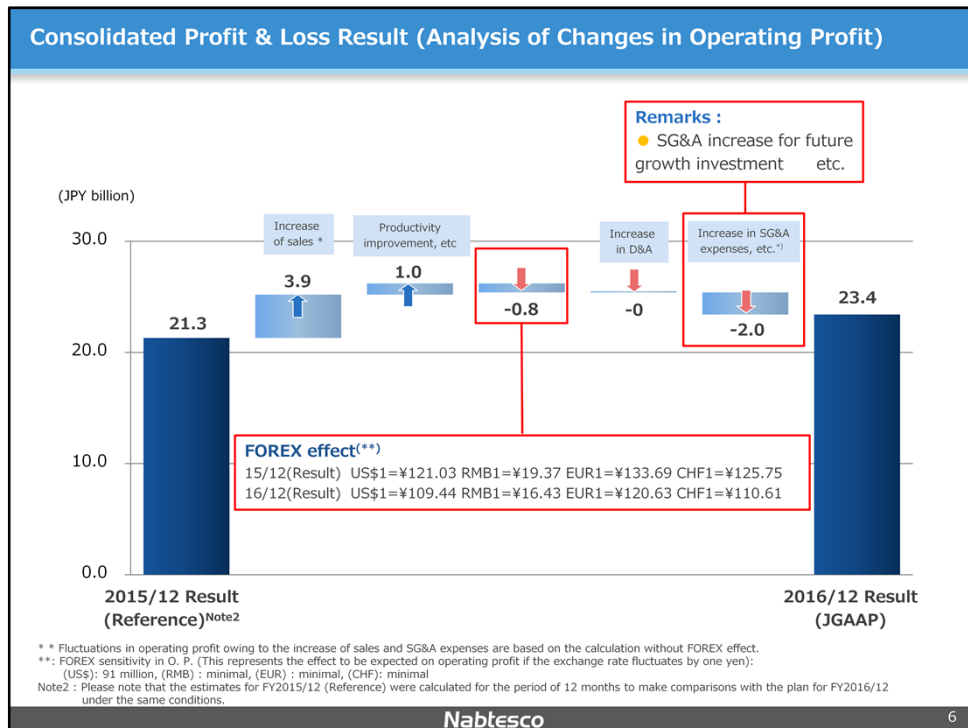 Consolidated Profit & Loss Result (Analysis of Changes in Operating Profit)
Remarks :
● SG&A increase for future
growth investment etc.
(JPY billion)
30.0
20.0
10.0
0.0
Increase
of sales *
Productivity
improvement, etc
Increase
in D&A
Increase in SG&A
expenses, etc.*)
21.3
3.9
1.0
-0.8
-0
-2.0
23.4
FOREX effect(**)
15/12(Result) US$1=¥121.03 RMB1=¥19.37 EUR1=¥133.69 CHF1=¥125.75
16/12(Result) US$1=¥109.44 RMB1=¥16.43 EUR1=¥120.63 CHF1=¥110.61
2015/12 Result
(Reference)Note2
2016/12 Result
(JGAAP)
* * Fluctuations in operating profit owing to the increase of sales and SG&A expenses are based on the calculation without FOREX effect.
**: FOREX sensitivity in O. P. (This represents the effect to be expected on operating profit if the exchange rate fluctuates by one yen):
(US$): 91 million, (RMB) : minimal, (EUR) : minimal, (CHF): minimal
Note2 : Please note that the estimates for FY2015/12 (Reference) were calculated for the period of 12 months to make comparisons with the plan for FY2016/12
under the same conditions.
Nabtesco
6